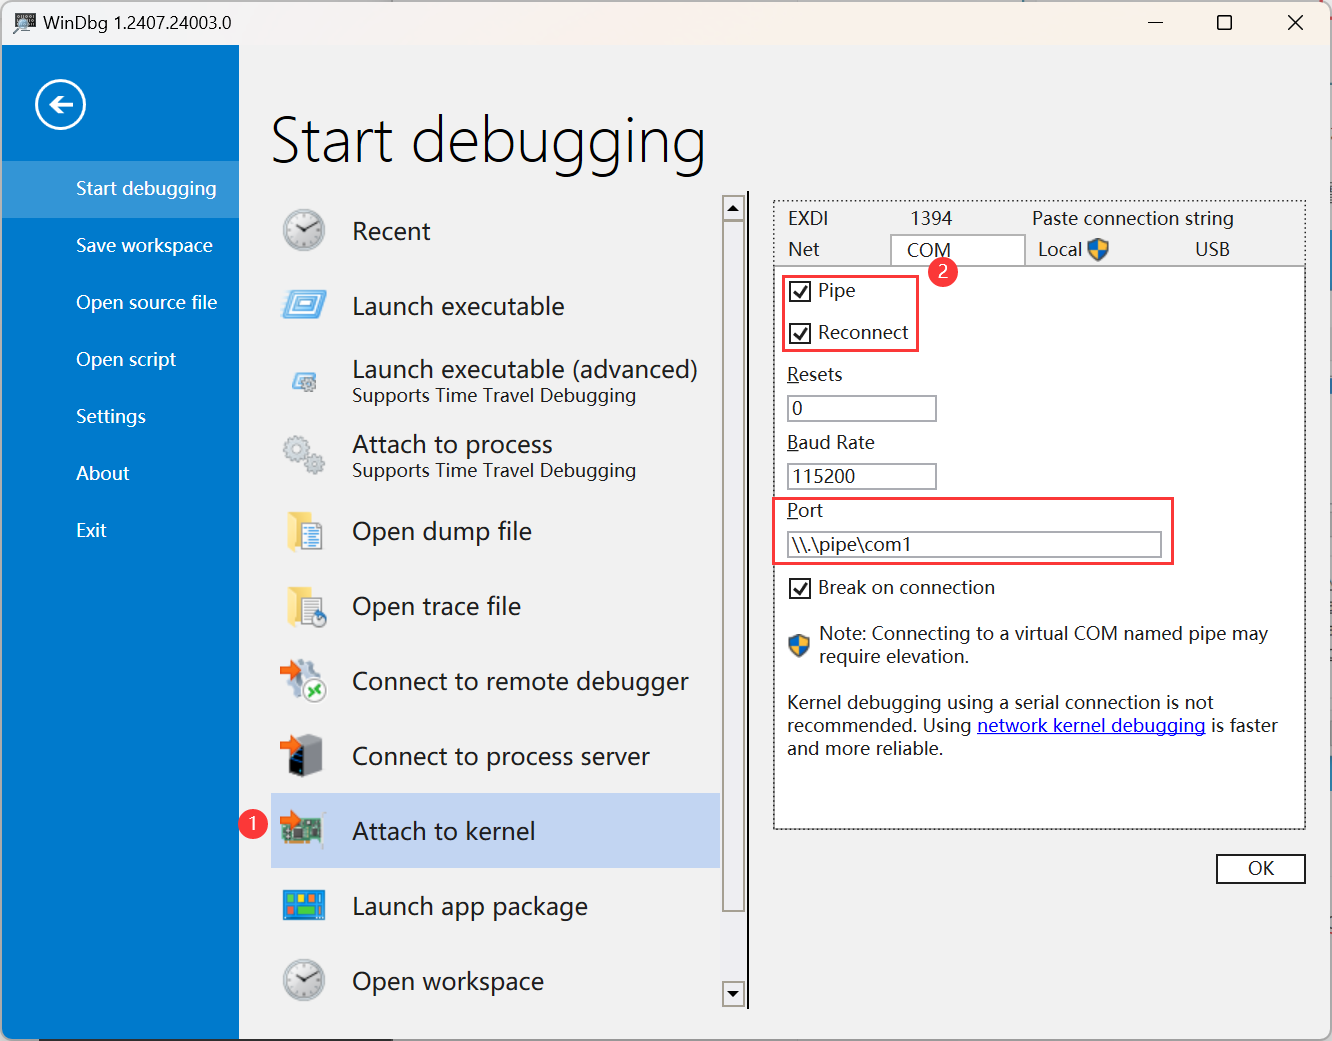 WinDbg 1.2407.24003.0
Start debugging
Save workspace
Open source file
Open script
Settings
About
Exit
Start debugging
Recent
Launch executable
Launch executable (advanced)
Supports Time Travel Debugging
Attach to process
Supports Time Travel Debugging
Open dump file
Open trace file
Connect to remote debugger
Connect to process server
1
Attach to kernel
Launch app package
Open workspace
EXDI 1394 Paste connection string
Net COM Local USB
2
Pipe
Reconnect
Resets
0
Baud Rate
115200
Port
\\.\pipe\com1
Break on connection
Note: Connecting to a virtual COM named pipe may
require elevation.
Kernel debugging using a serial connection is not
recommended. Using network kernel debugging is faster
and more reliable.
OK